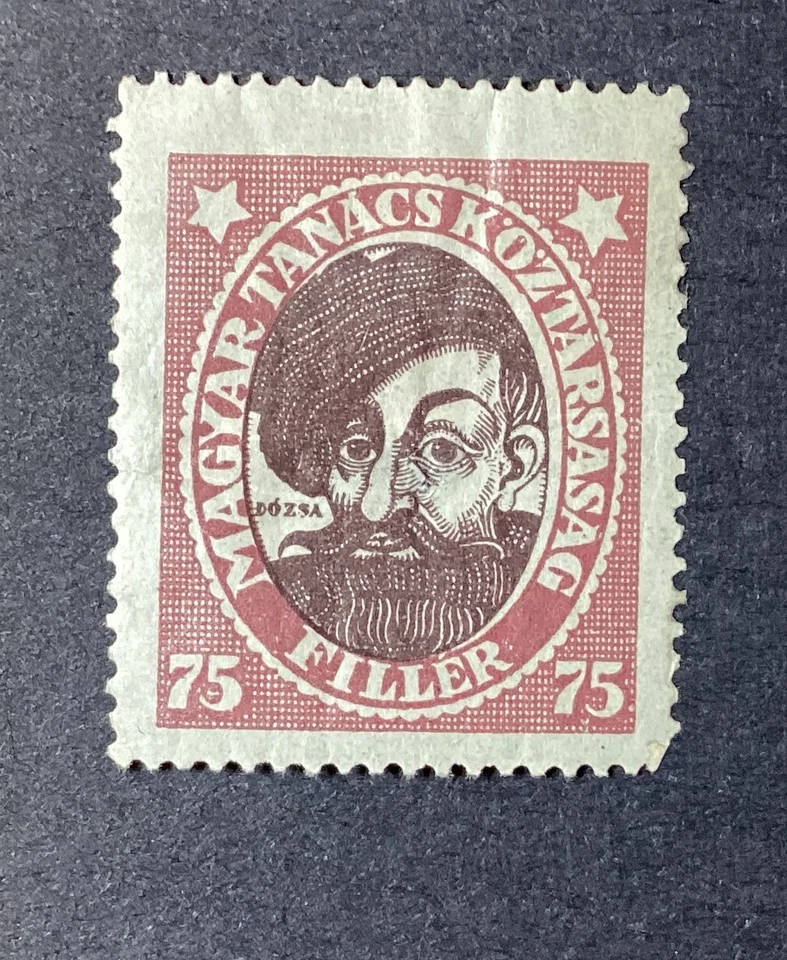 MAGYAR TANÁCS KÖZTÁRSASÁG
DÓZSA
FILLÉR
75 75